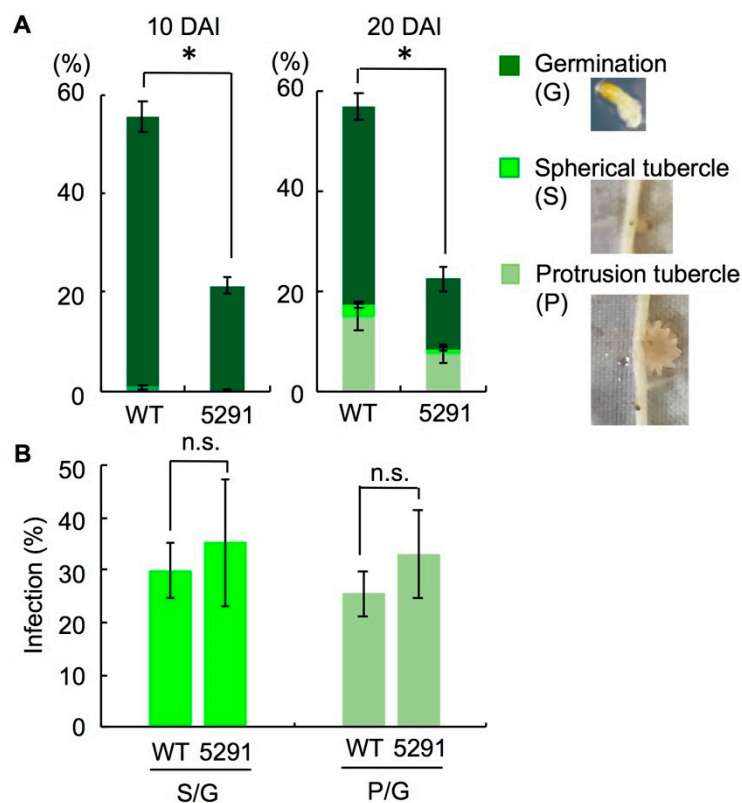 A
10 DAI
20 DAI
*
*
(%)
60
40
20
0
WT
5291
(%)
60
40
20
0
WT
5291
Germination
(G)
Spherical tubercle
(S)
Protrusion tubercle
(P)
B
n.s.
n.s.
Infection (%)
50
40
30
20
10
0
WT 5291
WT 5291
S/G
P/G